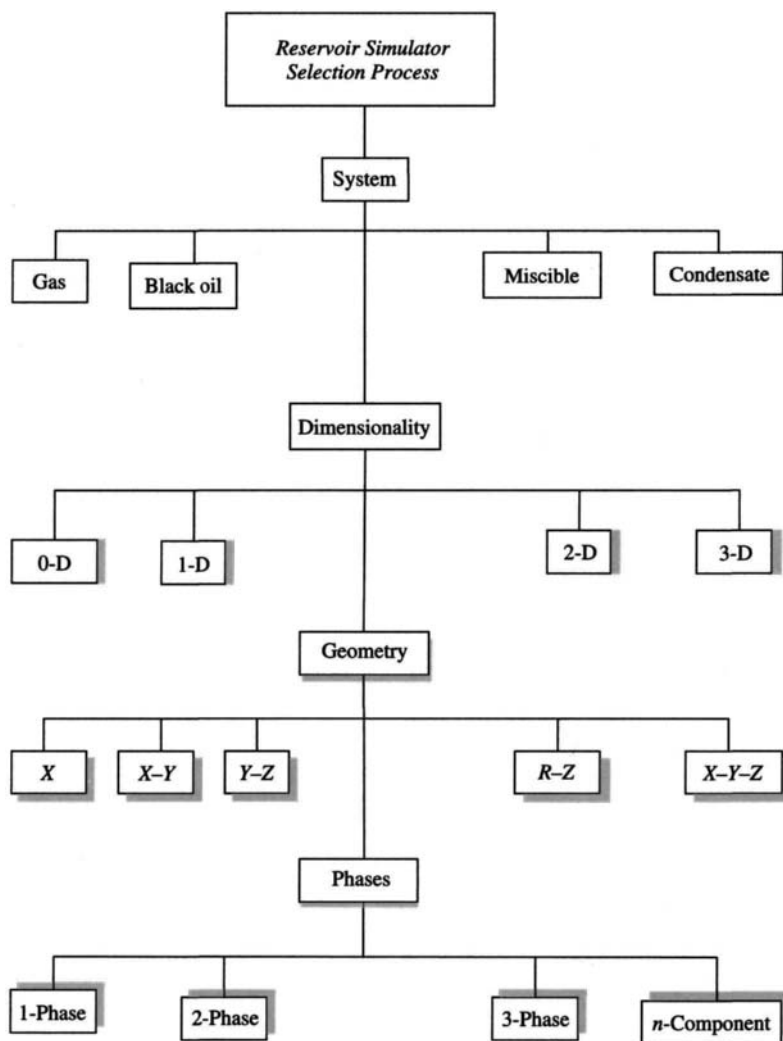 Reservoir Simulator
Selection Process
System
Gas
Black oil
Miscible
Condensate
Dimensionality
0-D
1-D
2-D
3-D
Geometry
X
X–Y
Y–Z
R–Z
X–Y–Z
Phases
1-Phase
2-Phase
3-Phase
n-Component